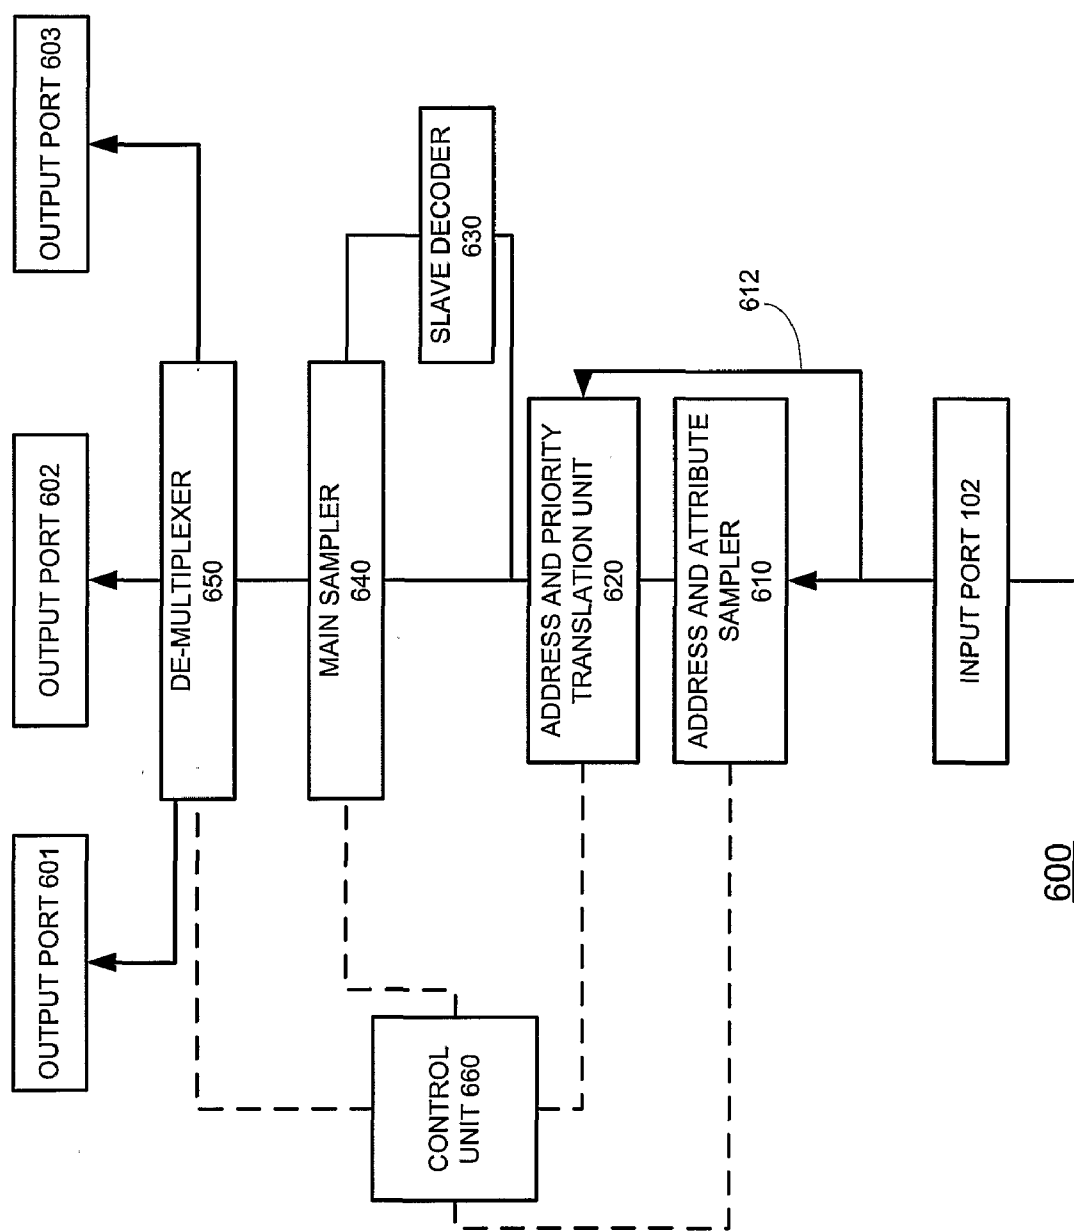 OUTPUT PORT 601
OUTPUT PORT 602
OUTPUT PORT 603
DE-MULTIPLEXER
650
MAIN SAMPLER
640
SLAVE DECODER
630
CONTROL
UNIT 660
ADDRESS AND PRIORITY
TRANSLATION UNIT
620
ADDRESS AND ATTRIBUTE
SAMPLER
610
612
INPUT PORT 102
600